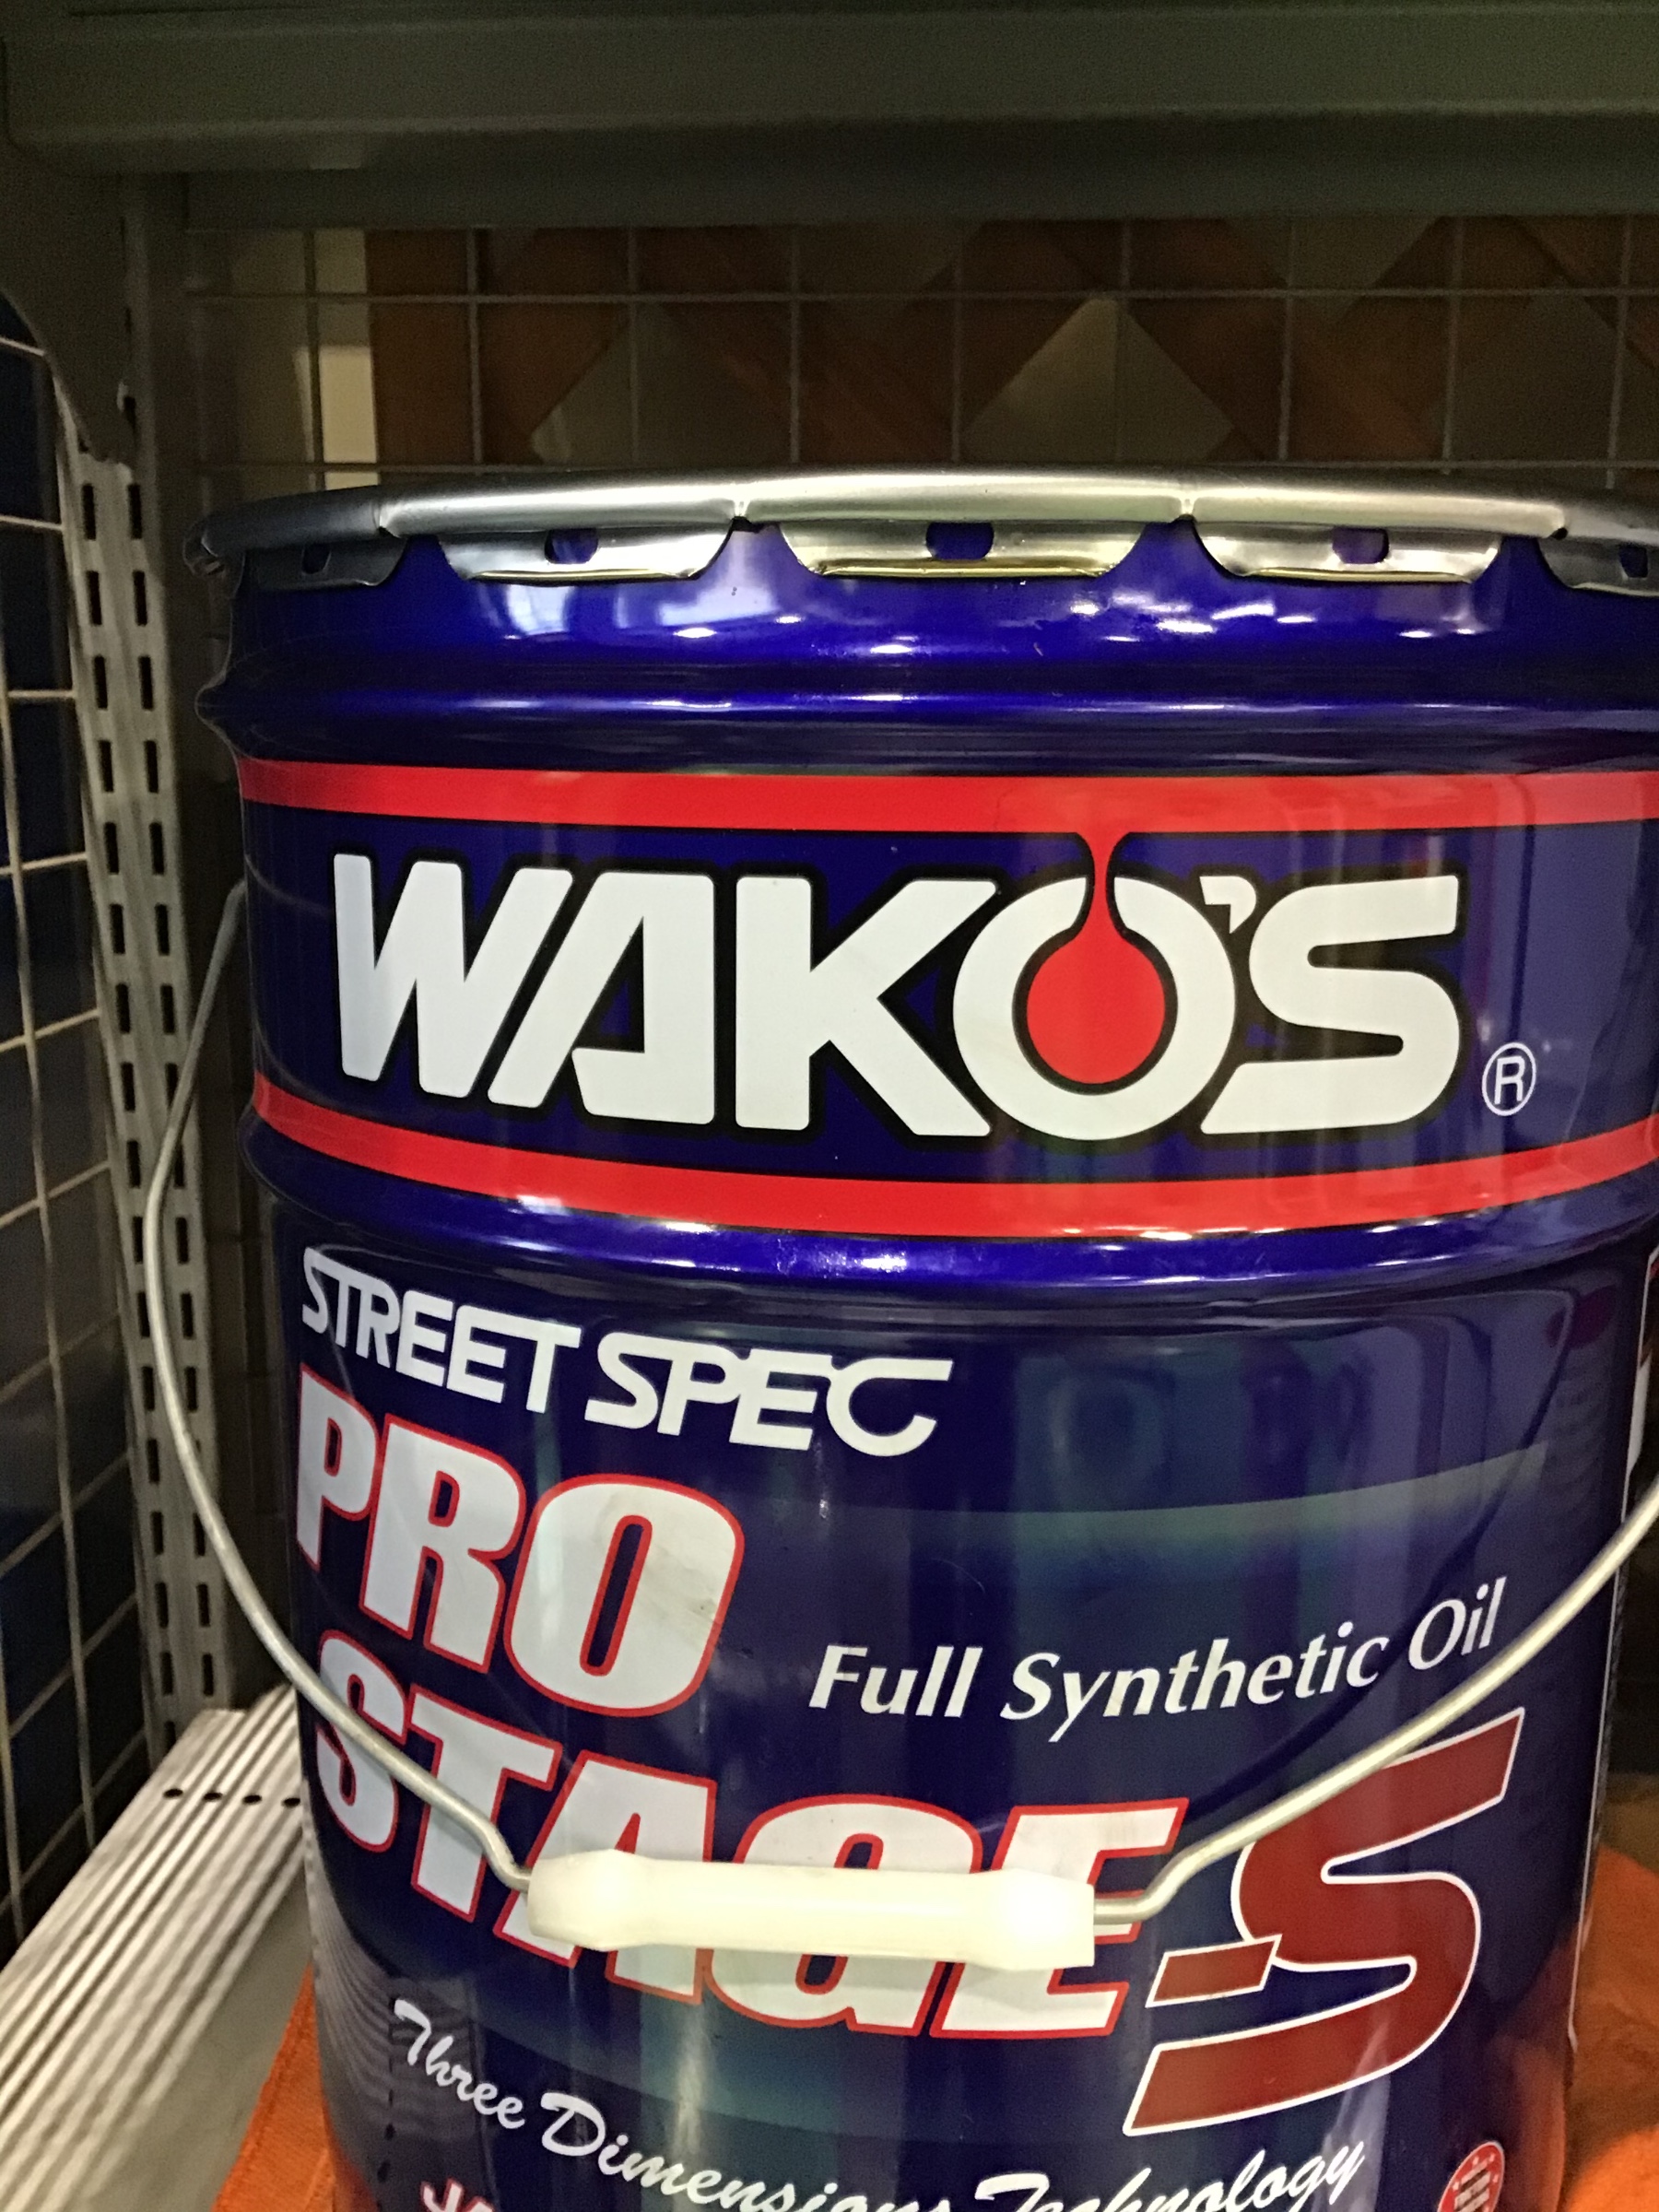 WAKO'S ®
STREET SPEC
PRO
Full Synthetic Oil
STAGE-S
Three Dimensions Technology